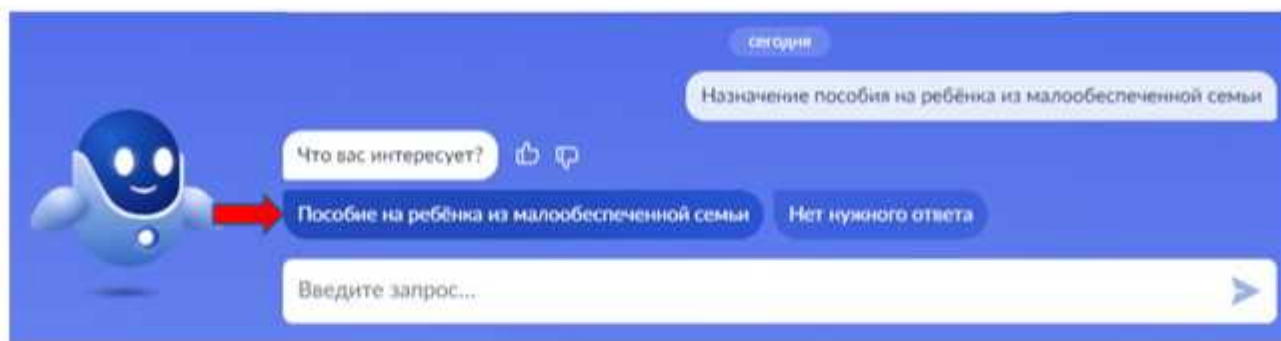 сегодня
Назначение пособия на ребёнка из малообеспеченной семьи
Что вас интересует?
Пособие на ребёнка из малообеспеченной семьи
Нет нужного ответа
Введите запрос...